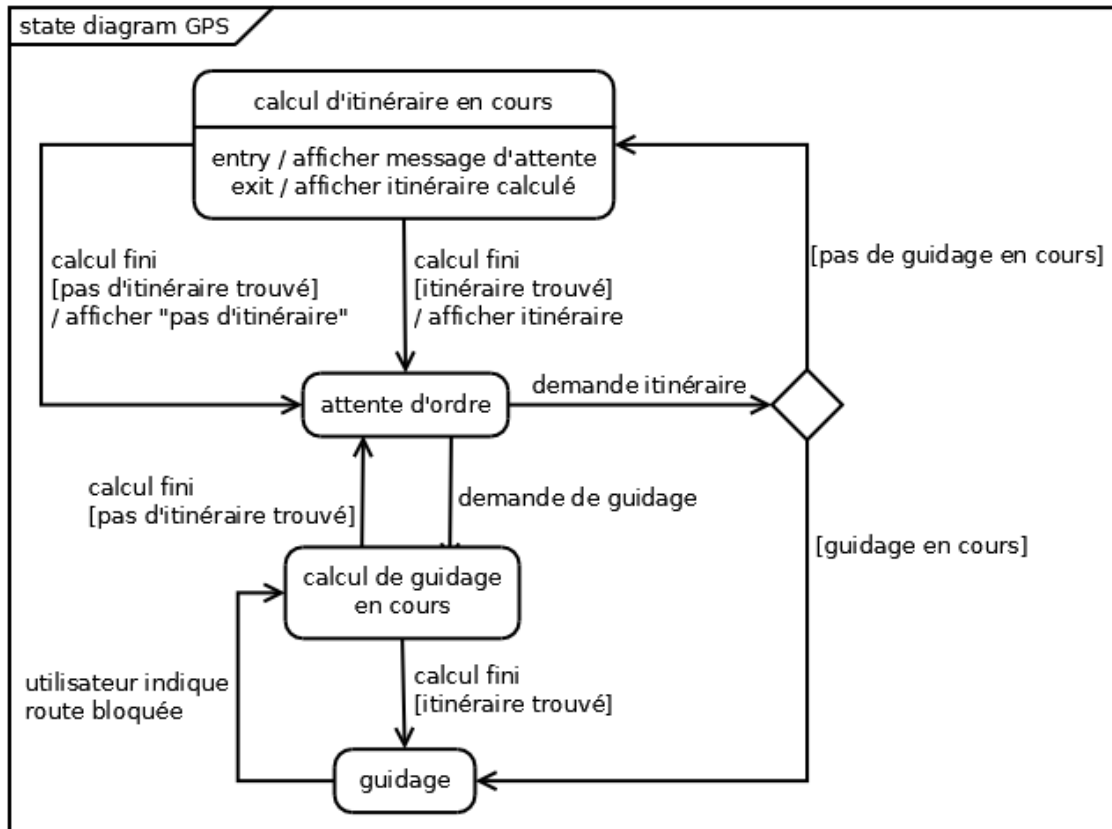 state diagram GPS
calcul d'itinéraire en cours
entry / afficher message d'attente
exit / afficher itinéraire calculé
calcul fini
[pas d'itinéraire trouvé]
/ afficher "pas d'itinéraire"
calcul fini
[itinéraire trouvé]
/ afficher itinéraire
[pas de guidage en cours]
attente d'ordre
demande itinéraire
calcul fini
[pas d'itinéraire trouvé]
demande de guidage
[guidage en cours]
calcul de guidage
en cours
utilisateur indique
route bloquée
calcul fini
[itinéraire trouvé]
guidage